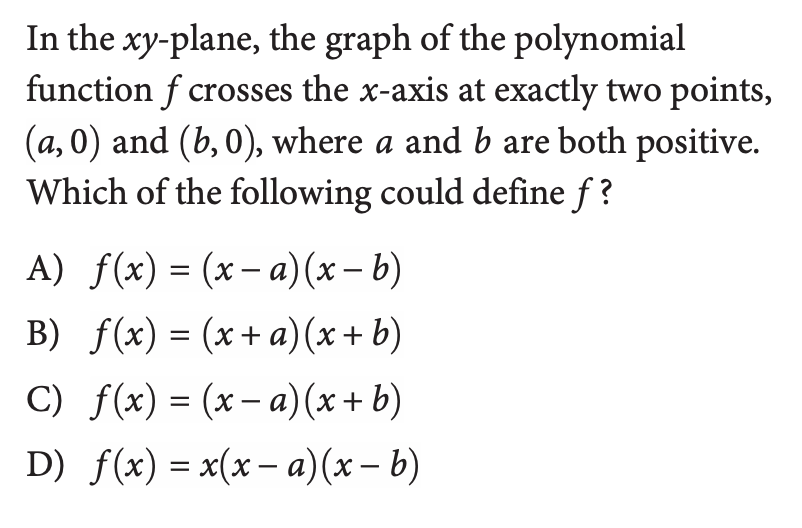 In the xy-plane, the graph of the polynomial
function f crosses the x-axis at exactly two points,
(a, 0) and (b, 0), where a and b are both positive.
Which of the following could define f ?
A) f(x) = (x − a)(x − b)
B) f(x) = (x + a)(x + b)
C) f(x) = (x − a)(x + b)
D) f(x) = x(x − a)(x − b)